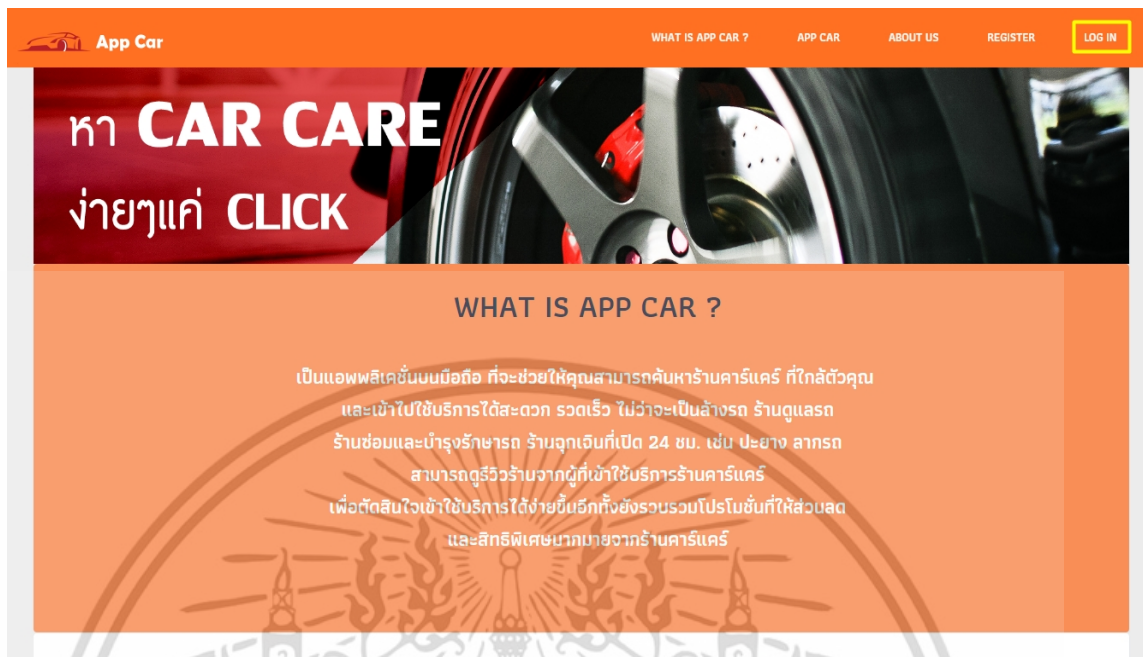 App Car
WHAT IS APP CAR ? APP CAR ABOUT US REGISTER LOG IN
หา CAR CARE
ง่ายๆแค่ CLICK
WHAT IS APP CAR ?
เป็นแอพพลิเคชั่นบนมือถือ ที่จะช่วยให้คุณสามารถค้นหาร้านคาร์แคร์ ที่ใกล้ตัวคุณ
และเข้าไปใช้บริการได้สะดวก รวดเร็ว ไม่ว่าจะเป็นล้างรถ ร้านดูแลรถ
ร้านซ่อมและบำรุงรักษารถ ร้านฉุกเฉินที่เปิด 24 ชม. เช่น ปะยาง ลากรถ
สามารถดูรีวิวร้านจากผู้ที่เข้าใช้บริการร้านคาร์แคร์
เพื่อตัดสินใจเข้าใช้บริการได้ง่ายขึ้นอีกทั้งยังรวบรวมโปรโมชั่นที่ให้ส่วนลด
และสิทธิพิเศษมากมายจากร้านคาร์แคร์